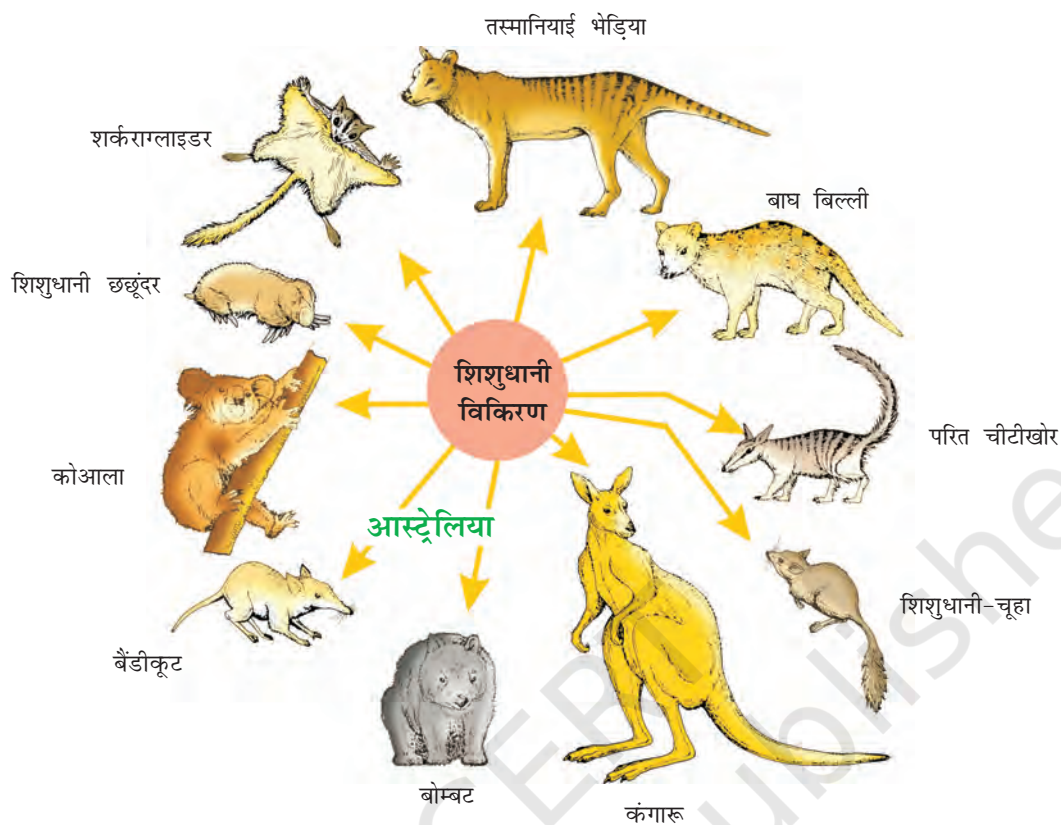 तस्मानियाई भेड़िया
शर्कराग्लाइडर
बाघ बिल्ली
शिशुधानी छछूंदर
शिशुधानी
विकिरण
परित चीटीखोर
कोआला
आस्ट्रेलिया
शिशुधानी-चूहा
बैंडीकूट
बोम्बट
कंगारू